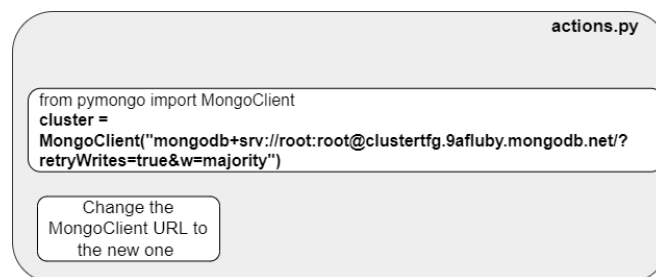 actions.py
from pymongo import MongoClient
cluster =
MongoClient("mongodb+srv://root:root@clustertfg.9afluby.mongodb.net/?
retryWrites=true&w=majority")
Change the
MongoClient URL to
the new one